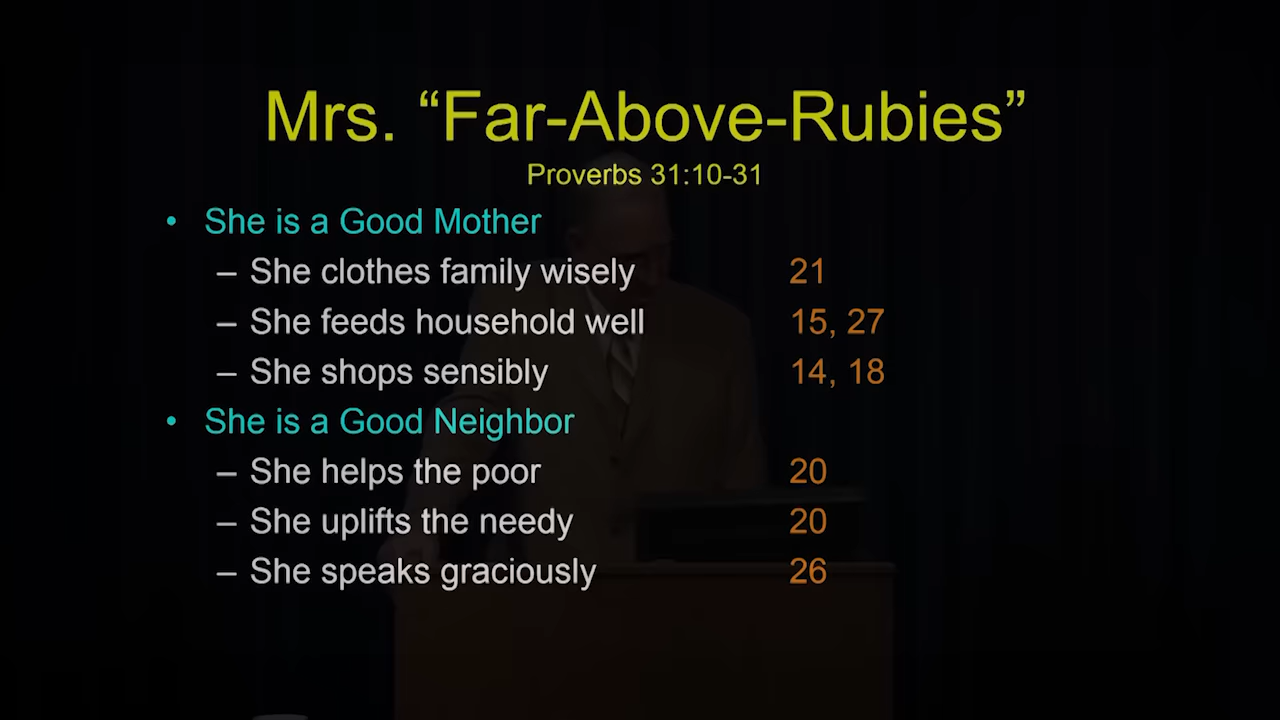 Mrs. “Far-Above-Rubies”
Proverbs 31:10-31
• She is a Good Mother
– She clothes family wisely 21
– She feeds household well 15, 27
– She shops sensibly 14, 18
• She is a Good Neighbor
– She helps the poor 20
– She uplifts the needy 20
– She speaks graciously 26